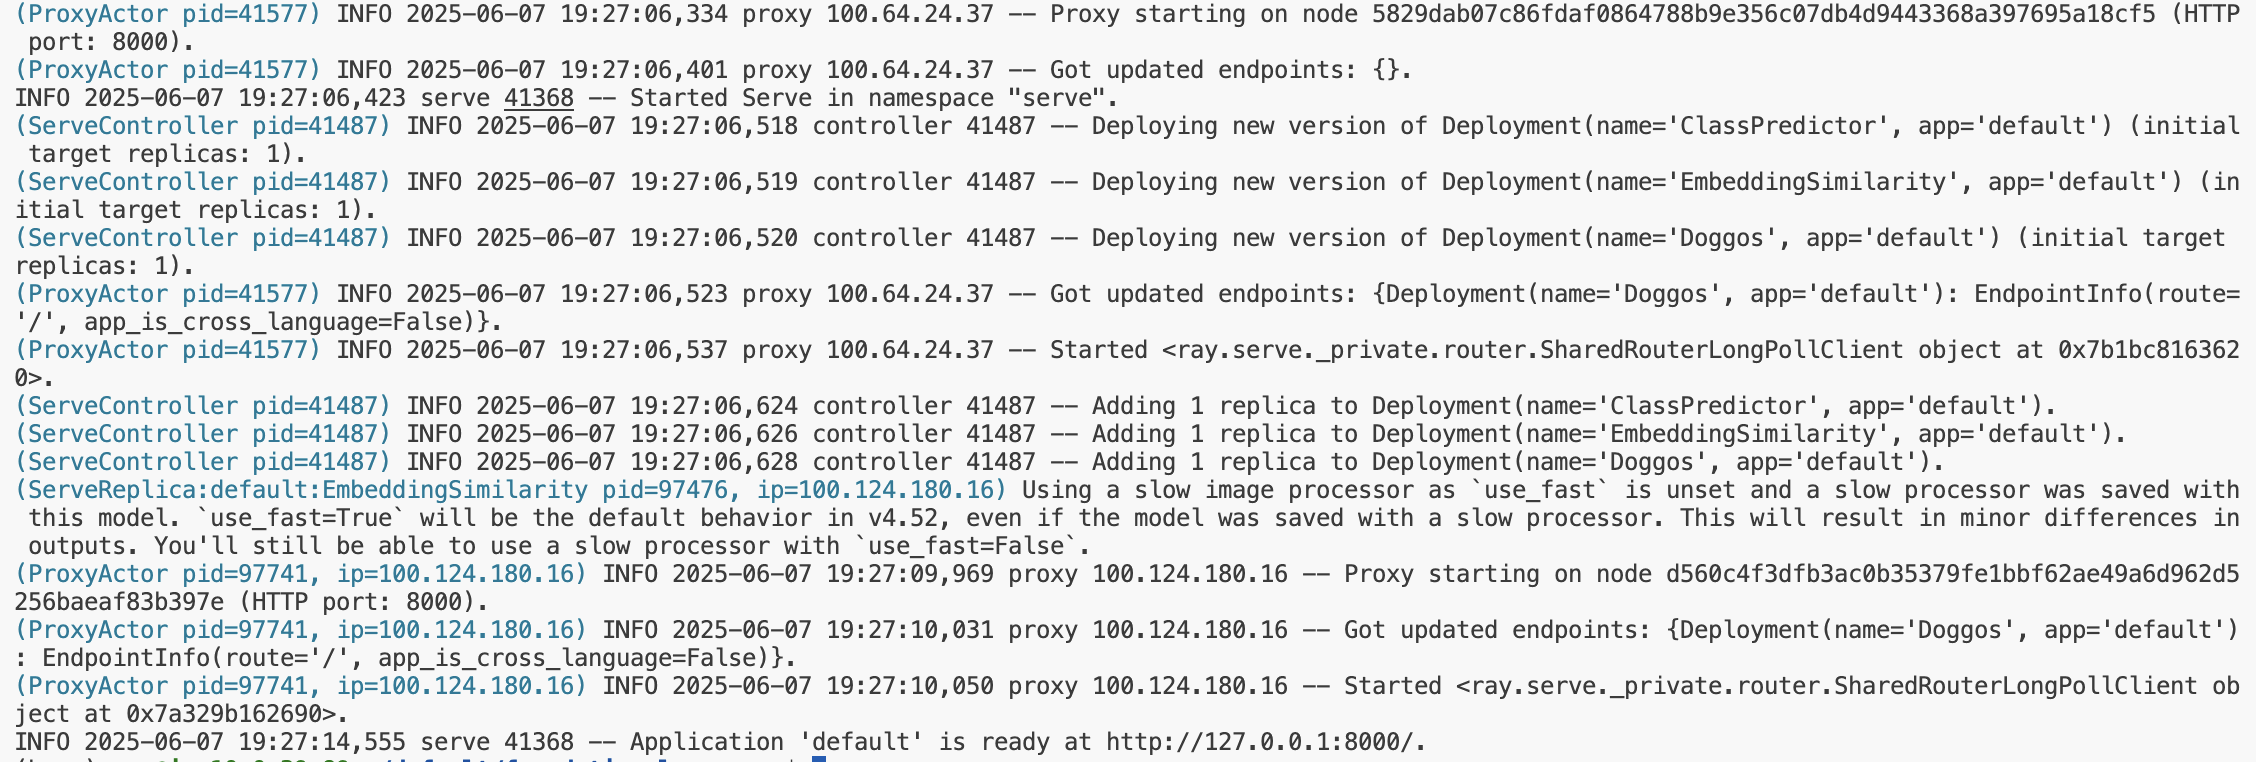 (ProxyActor pid=41577) INFO 2025-06-07 19:27:06,334 proxy 100.64.24.37 -- Proxy starting on node 5829dab07c86fdaf0864788b9e356c07db4d9443368a397695a18cf5 (HTTP
port: 8000).
(ProxyActor pid=41577) INFO 2025-06-07 19:27:06,401 proxy 100.64.24.37 -- Got updated endpoints: {}.
INFO 2025-06-07 19:27:06,423 serve 41368 -- Started Serve in namespace "serve".
(ServeController pid=41487) INFO 2025-06-07 19:27:06,518 controller 41487 -- Deploying new version of Deployment(name='ClassPredictor', app='default') (initial
target replicas: 1).
(ServeController pid=41487) INFO 2025-06-07 19:27:06,519 controller 41487 -- Deploying new version of Deployment(name='EmbeddingSimilarity', app='default') (in
itial target replicas: 1).
(ServeController pid=41487) INFO 2025-06-07 19:27:06,520 controller 41487 -- Deploying new version of Deployment(name='Doggos', app='default') (initial target
replicas: 1).
(ProxyActor pid=41577) INFO 2025-06-07 19:27:06,523 proxy 100.64.24.37 -- Got updated endpoints: {Deployment(name='Doggos', app='default'): EndpointInfo(route=
'/', app_is_cross_language=False)}.
(ProxyActor pid=41577) INFO 2025-06-07 19:27:06,537 proxy 100.64.24.37 -- Started <ray.serve._private.router.SharedRouterLongPollClient object at 0x7b1bc816362
0>.
(ServeController pid=41487) INFO 2025-06-07 19:27:06,624 controller 41487 -- Adding 1 replica to Deployment(name='ClassPredictor', app='default').
(ServeController pid=41487) INFO 2025-06-07 19:27:06,626 controller 41487 -- Adding 1 replica to Deployment(name='EmbeddingSimilarity', app='default').
(ServeController pid=41487) INFO 2025-06-07 19:27:06,628 controller 41487 -- Adding 1 replica to Deployment(name='Doggos', app='default').
(ServeReplica:default:EmbeddingSimilarity pid=97476, ip=100.124.180.16) Using a slow image processor as `use_fast` is unset and a slow processor was saved with
this model. `use_fast=True` will be the default behavior in v4.52, even if the model was saved with a slow processor. This will result in minor differences in
outputs. You'll still be able to use a slow processor with `use_fast=False`.
(ProxyActor pid=97741, ip=100.124.180.16) INFO 2025-06-07 19:27:09,969 proxy 100.124.180.16 -- Proxy starting on node d560c4f3dfb3ac0b35379fe1bbf62ae49a6d962d5
256baeaf83b397e (HTTP port: 8000).
(ProxyActor pid=97741, ip=100.124.180.16) INFO 2025-06-07 19:27:10,031 proxy 100.124.180.16 -- Got updated endpoints: {Deployment(name='Doggos', app='default')
: EndpointInfo(route='/', app_is_cross_language=False)}.
(ProxyActor pid=97741, ip=100.124.180.16) INFO 2025-06-07 19:27:10,050 proxy 100.124.180.16 -- Started <ray.serve._private.router.SharedRouterLongPollClient ob
ject at 0x7a329b162690>.
INFO 2025-06-07 19:27:14,555 serve 41368 -- Application 'default' is ready at http://127.0.0.1:8000/.